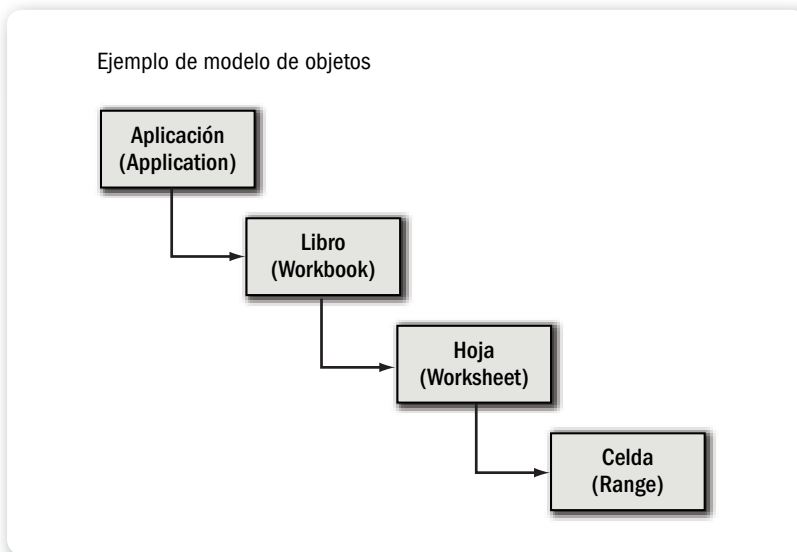 Ejemplo de modelo de objetos
Aplicación
(Application)
Libro
(Workbook)
Hoja
(Worksheet)
Celda
(Range)